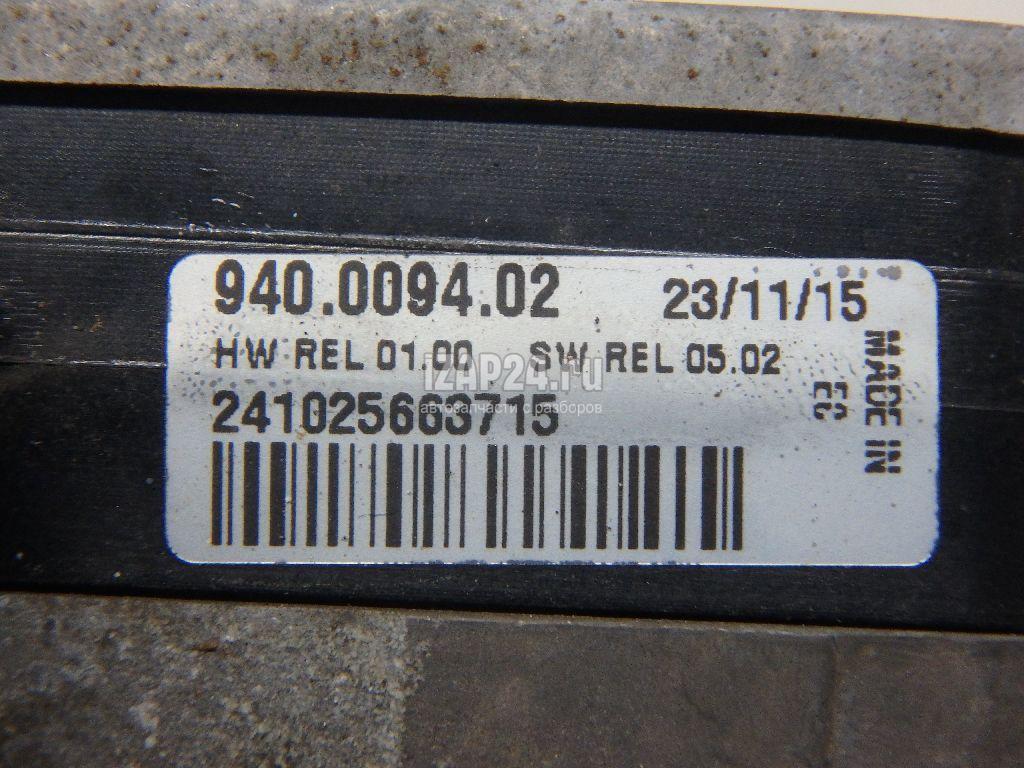 940.0094.02 23/11/15
HW REL 01.00 SW REL 05.02
241025663715
MADE IN
iZAP24.ru
автозапчасти с разборов